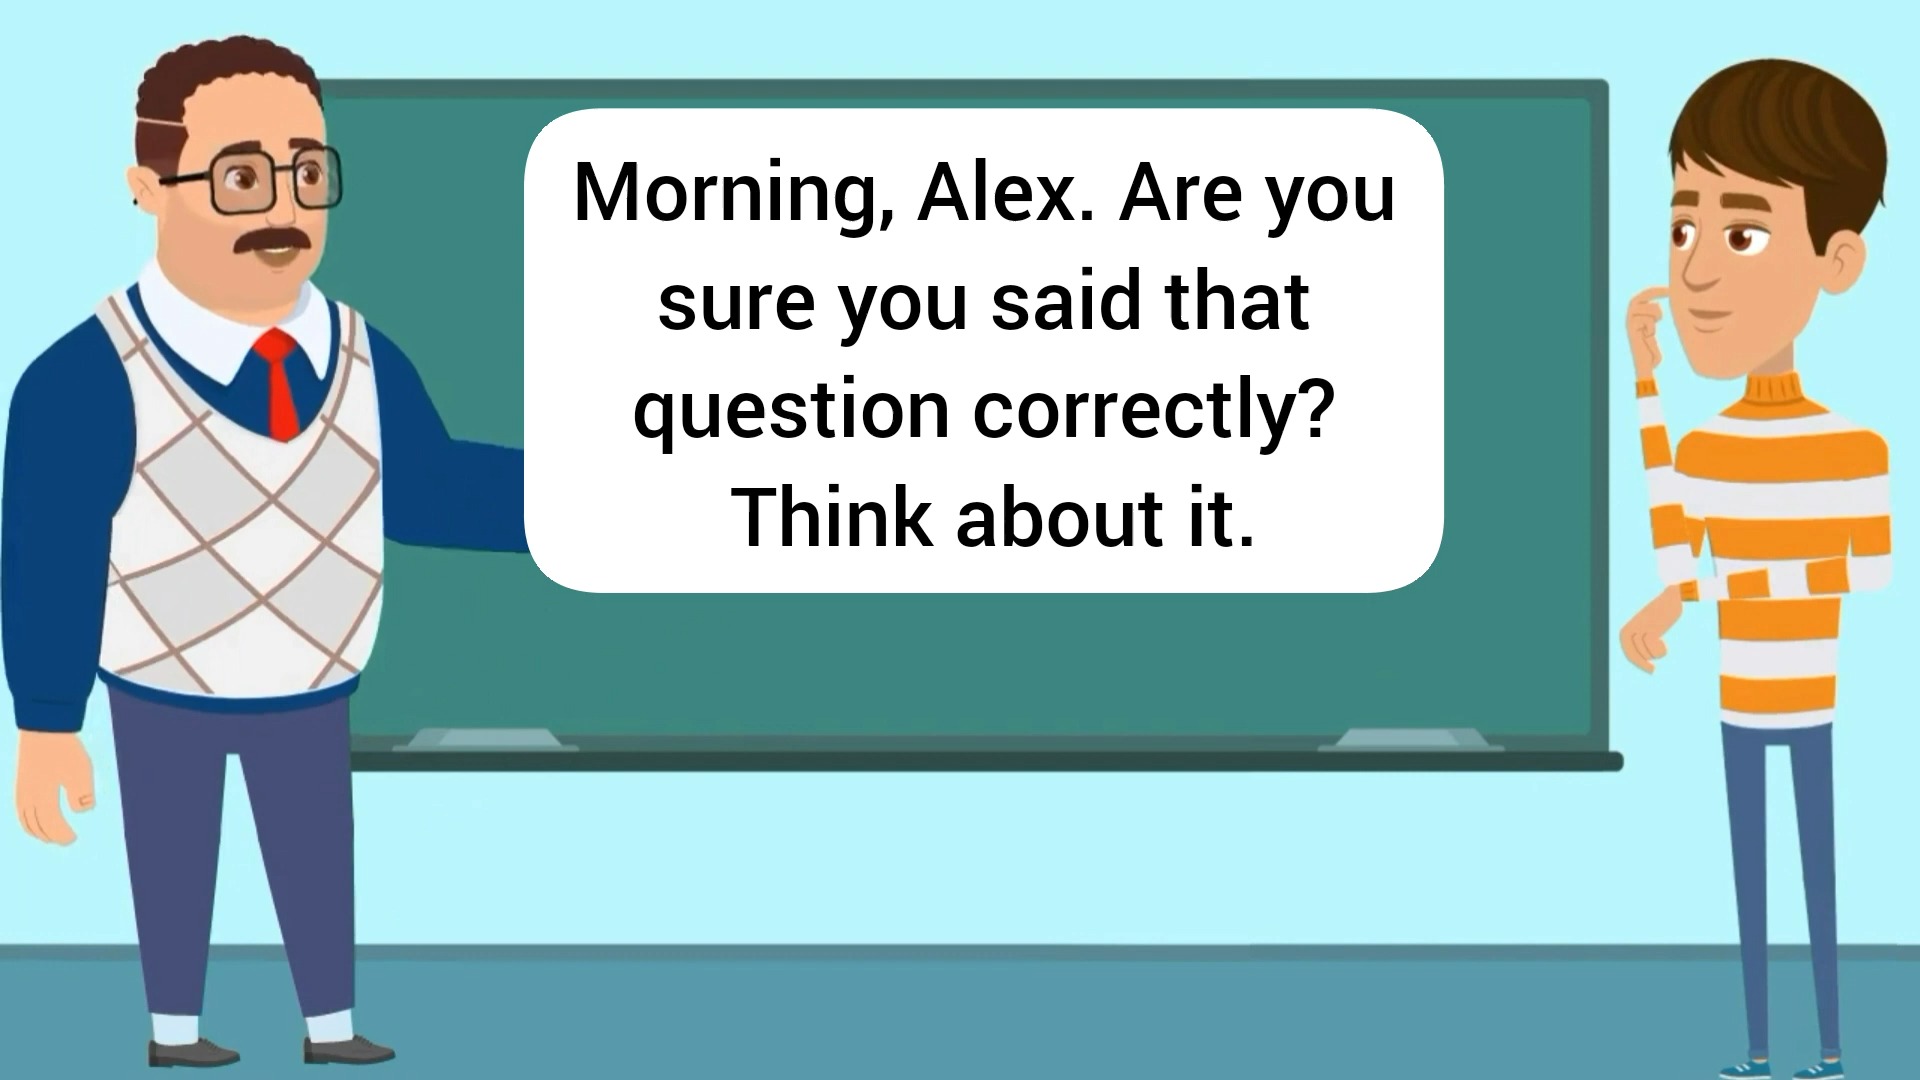 Morning, Alex. Are you
sure you said that
question correctly?
Think about it.